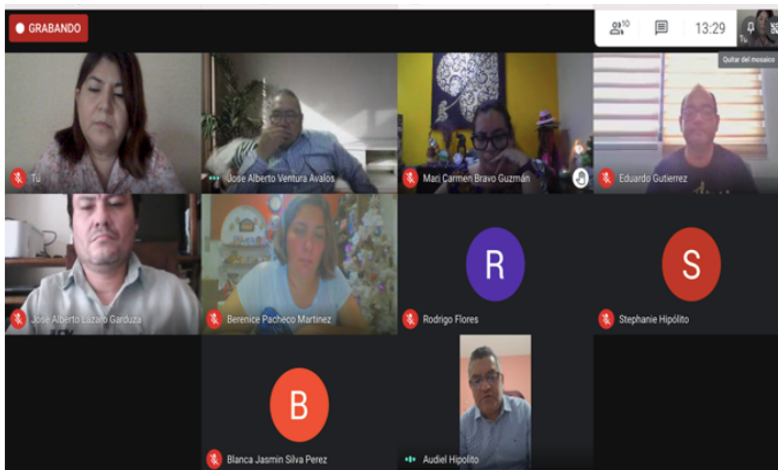 GRABANDO
10
13:29
Tú
Quitar del mosaico
Tú
Jose Alberto Ventura Avalos
Mari Carmen Bravo Guzmán
Eduardo Gutierrez
Jose Alberto Lazaro Garduza
Berenice Pacheco Martinez
R
Rodrigo Flores
S
Stephanie Hipólito
B
Blanca Jasmin Silva Perez
Audiel Hipolito